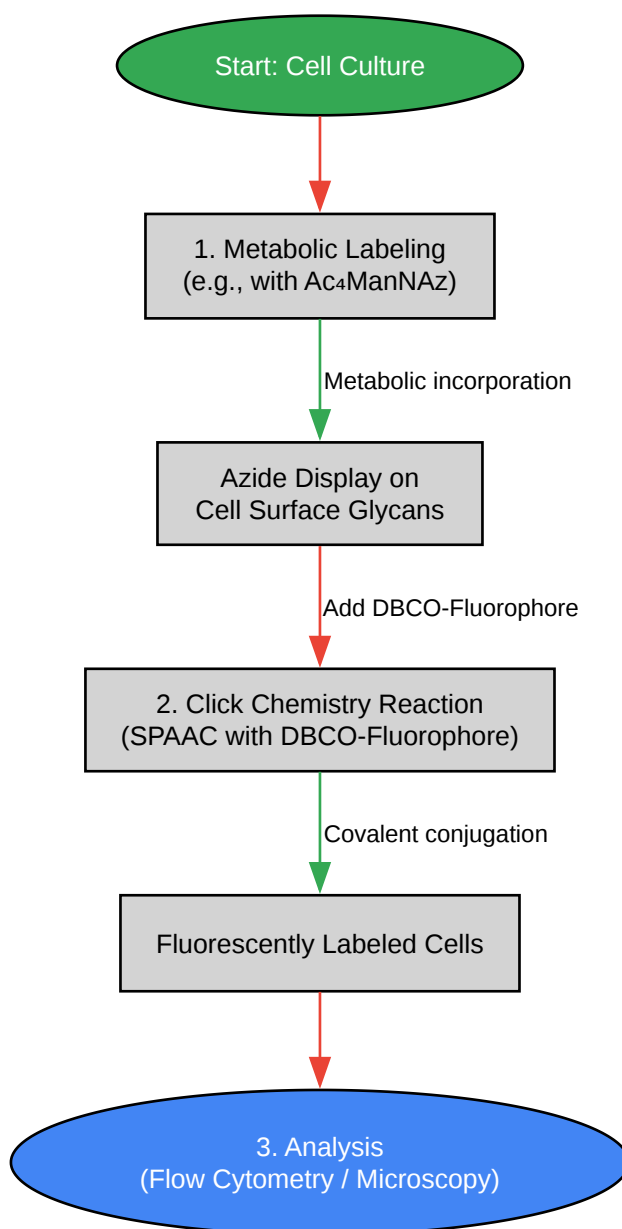 Start: Cell Culture
1. Metabolic Labeling
(e.g., with Ac₄ManNAz)
Metabolic incorporation
Azide Display on
Cell Surface Glycans
Add DBCO-Fluorophore
2. Click Chemistry Reaction
(SPAAC with DBCO-Fluorophore)
Covalent conjugation
Fluorescently Labeled Cells
3. Analysis
(Flow Cytometry / Microscopy)